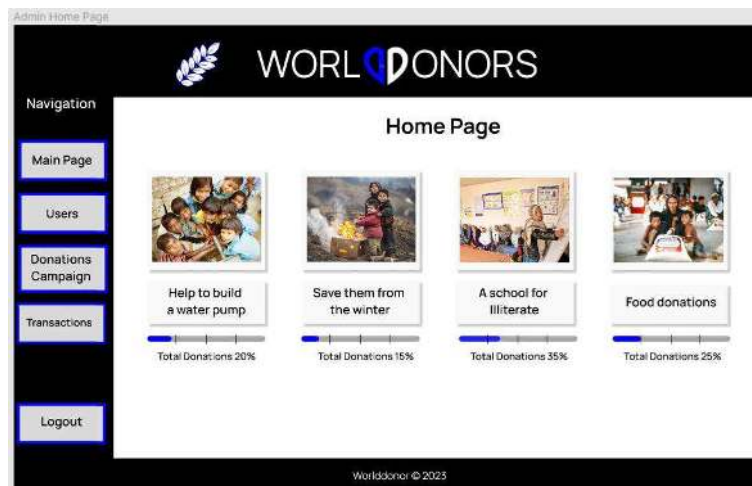 Admin Home Page
WORLDDONORS
Navigation
Home Page
Main Page
Users
Donations
Campaign
Transactions
Logout
Help to build
a water pump
Save them from
the winter
A school for
Illiterate
Food donations
Total Donations 20%
Total Donations 15%
Total Donations 35%
Total Donations 25%
Worlddonor © 2023